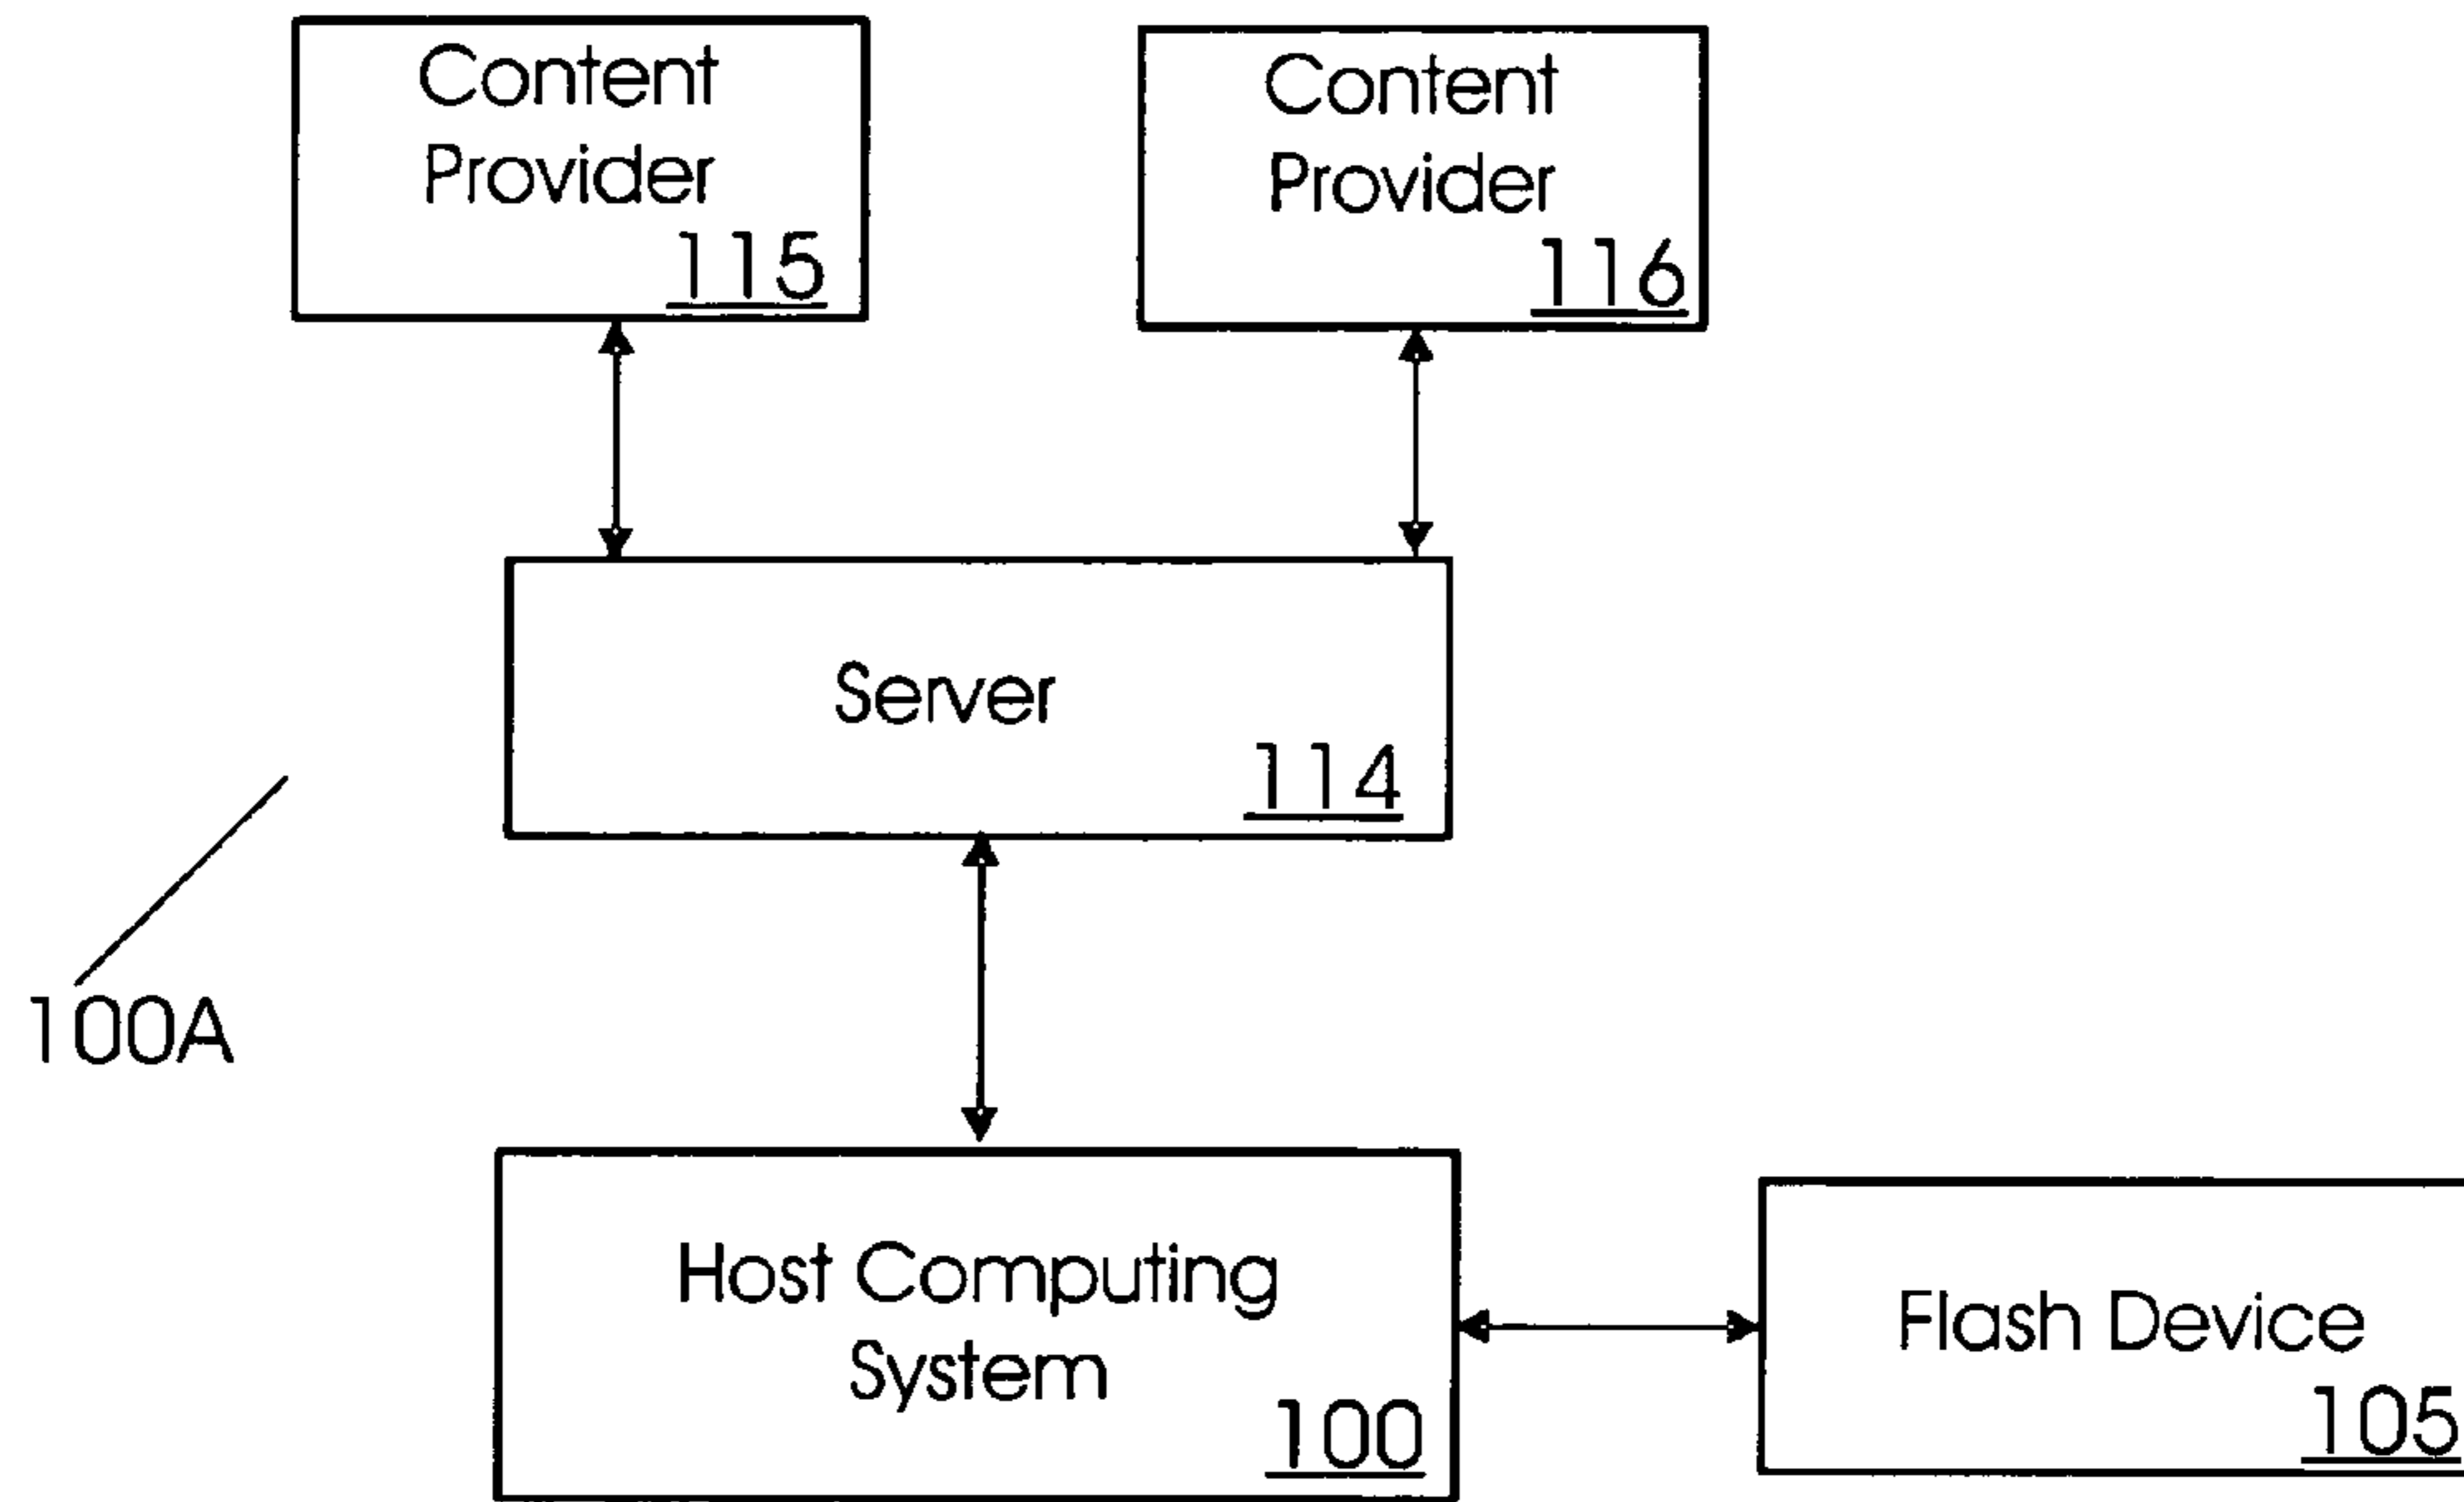 Content
Provider
115
Content
Provider
116
Server
114
100A
Host Computing
System
100
Flash Device
105